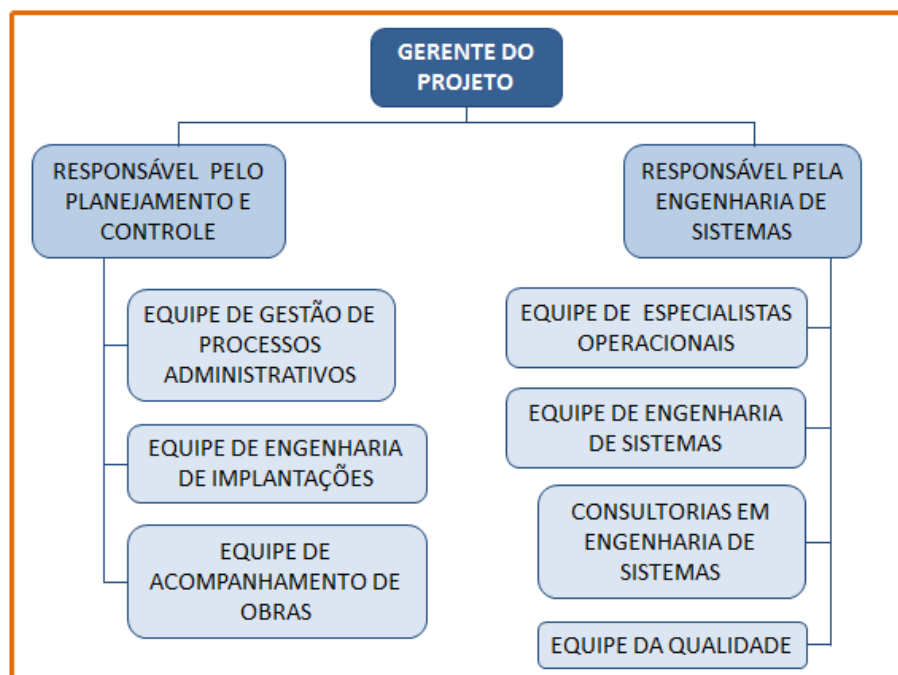 GERENTE DO
PROJETO
RESPONSÁVEL PELO
PLANEJAMENTO E
CONTROLE
EQUIPE DE GESTÃO DE
PROCESSOS
ADMINISTRATIVOS
EQUIPE DE ENGENHARIA
DE IMPLANTAÇÕES
EQUIPE DE
ACOMPANHAMENTO DE
OBRAS
RESPONSÁVEL PELA
ENGENHARIA DE
SISTEMAS
EQUIPE DE ESPECIALISTAS
OPERACIONAIS
EQUIPE DE ENGENHARIA
DE SISTEMAS
CONSULTORIAS EM
ENGENHARIA DE
SISTEMAS
EQUIPE DA QUALIDADE